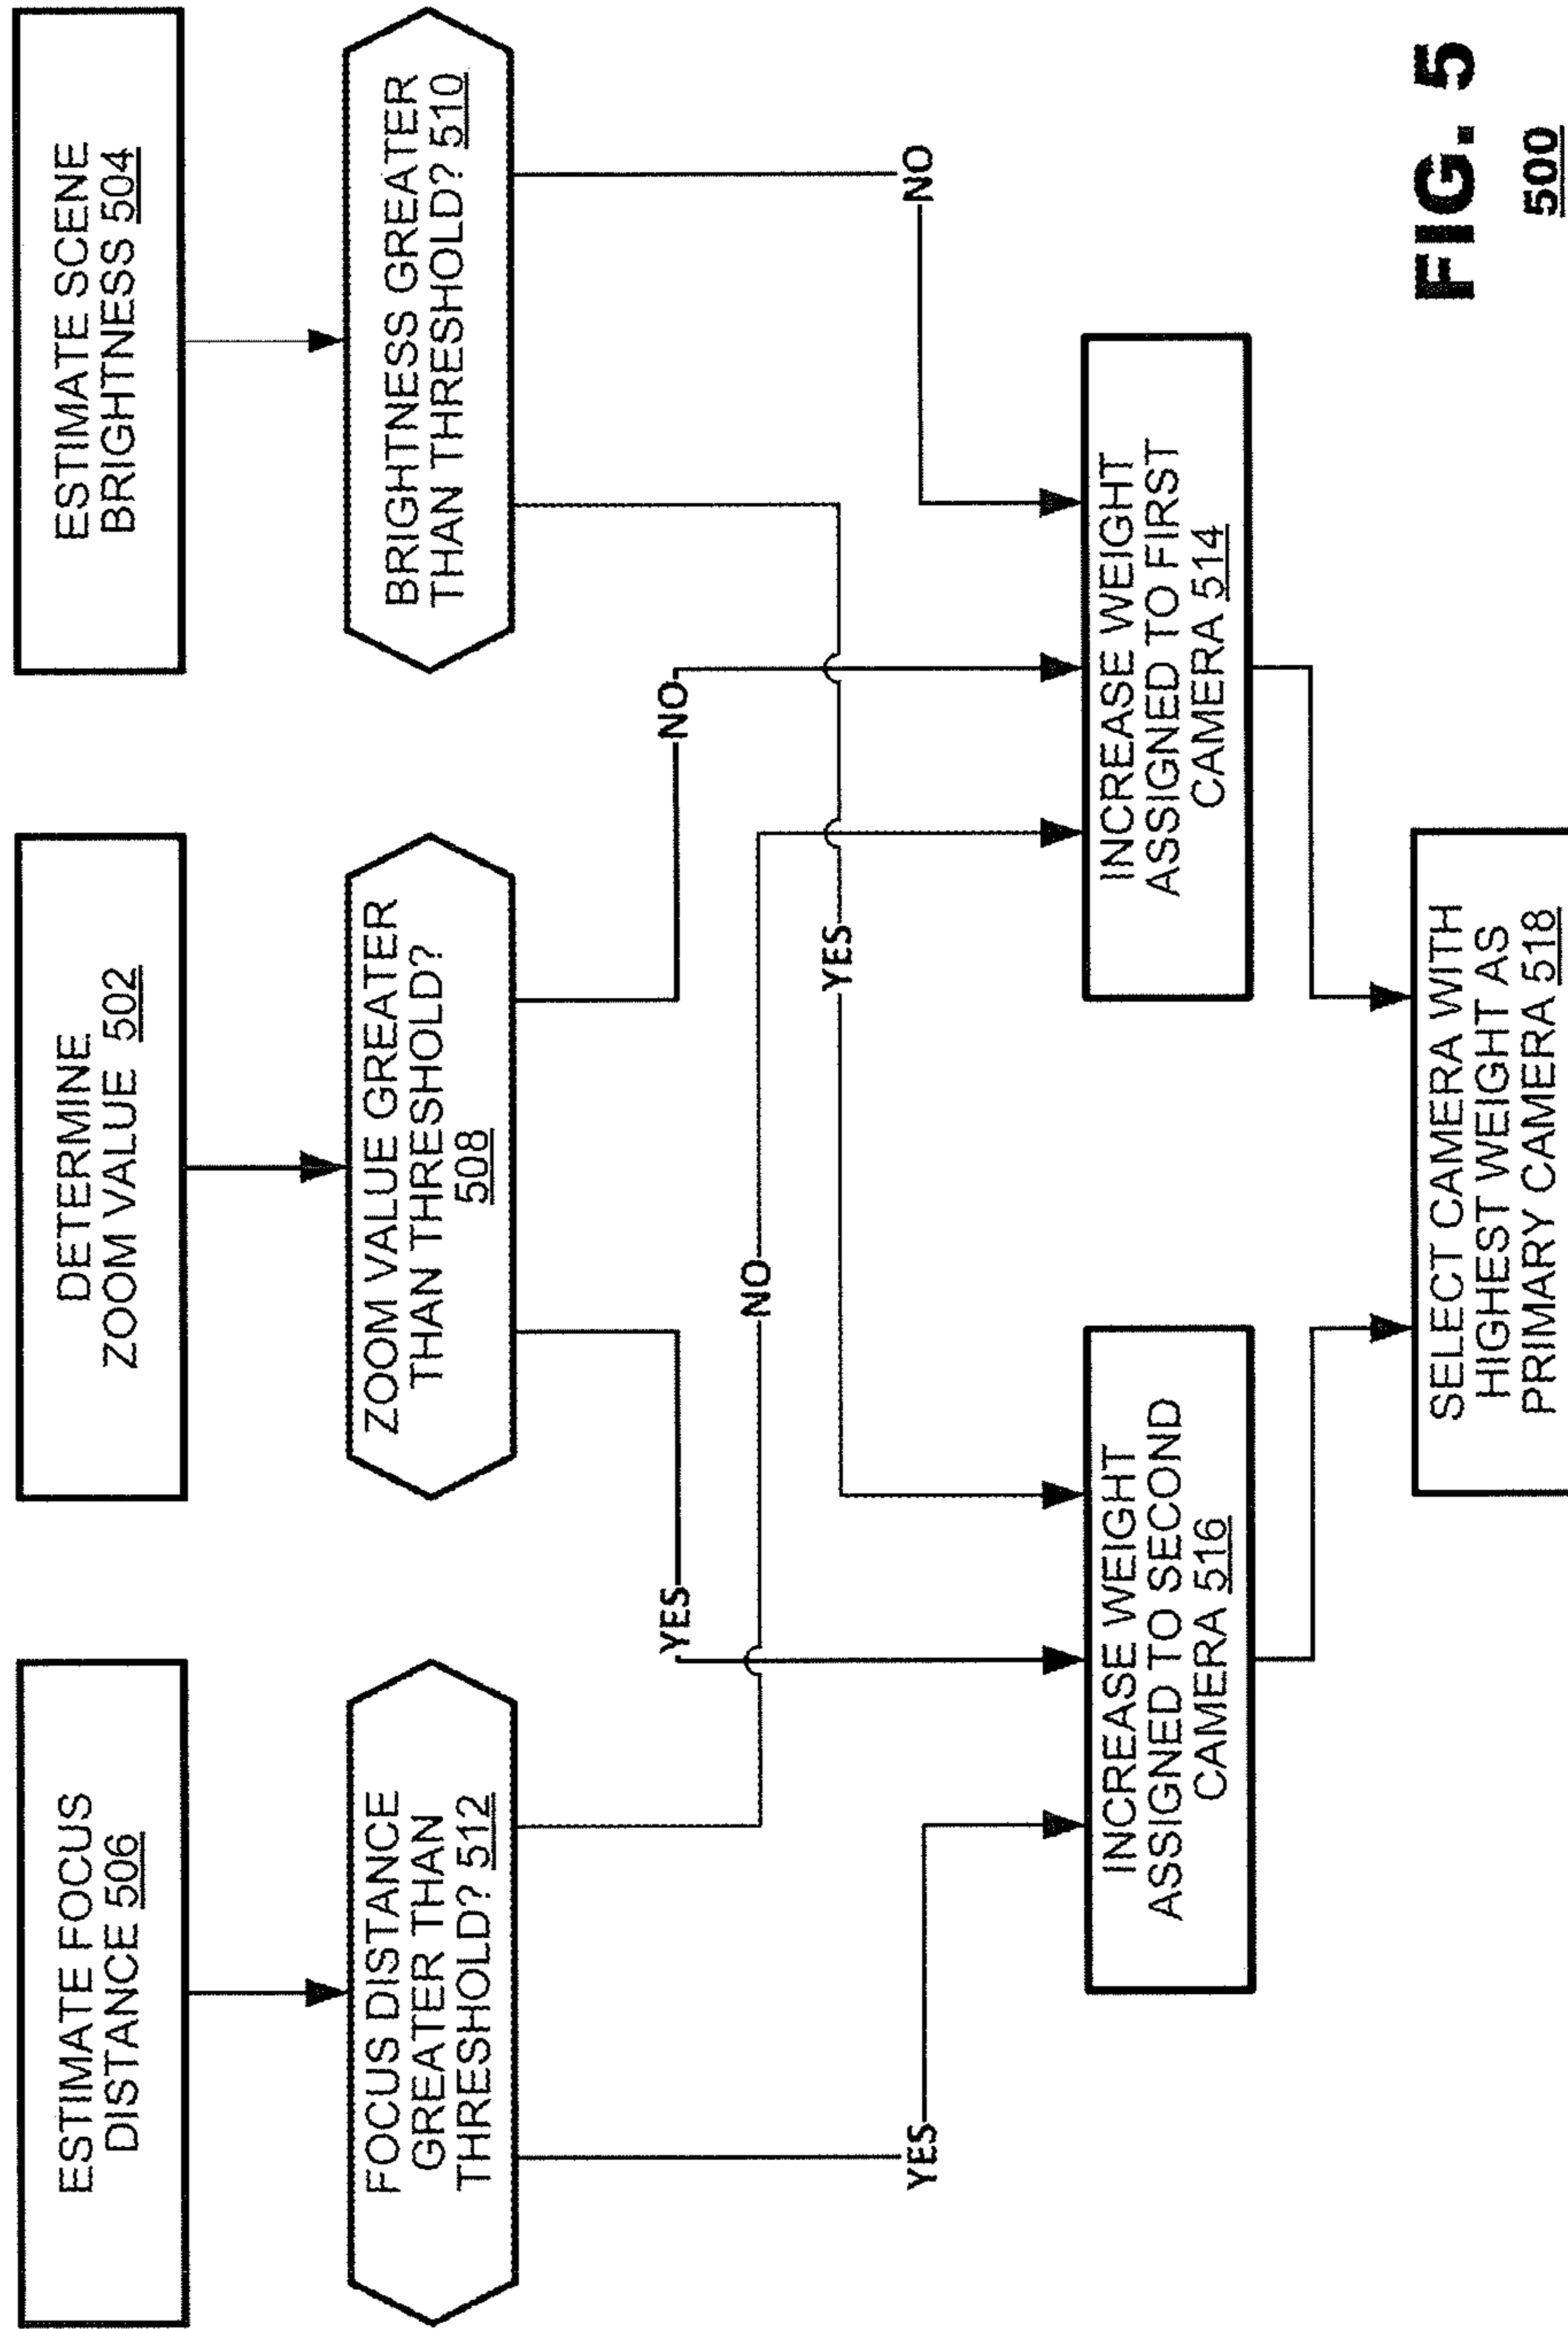 ESTIMATE FOCUS
DISTANCE 506
DETERMINE
ZOOM VALUE 502
ESTIMATE SCENE
BRIGHTNESS 504
FOCUS DISTANCE
GREATER THAN
THRESHOLD? 512
ZOOM VALUE GREATER
THAN THRESHOLD?
508
BRIGHTNESS GREATER
THAN THRESHOLD? 510
YES
NO
NO
YES
YES
NO
INCREASE WEIGHT
ASSIGNED TO SECOND
CAMERA 516
INCREASE WEIGHT
ASSIGNED TO FIRST
CAMERA 514
SELECT CAMERA WITH
HIGHEST WEIGHT AS
PRIMARY CAMERA 518
FIG. 5
500